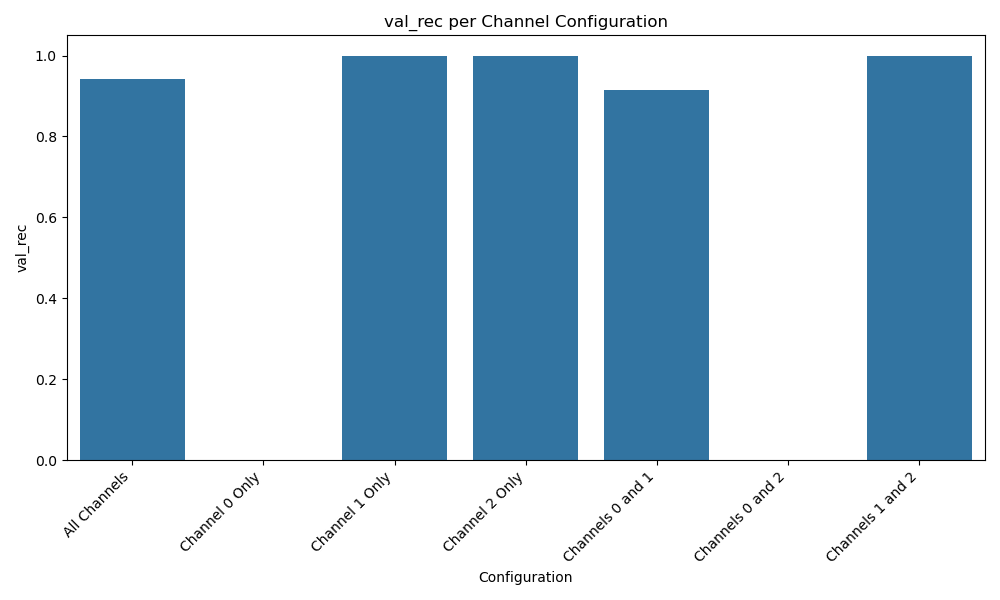 val_rec per Channel Configuration
val_rec
1.0
0.8
0.6
0.4
0.2
0.0
All Channels
Channel 0 Only
Channel 1 Only
Channel 2 Only
Channels 0 and 1
Channels 0 and 2
Channels 1 and 2
Configuration